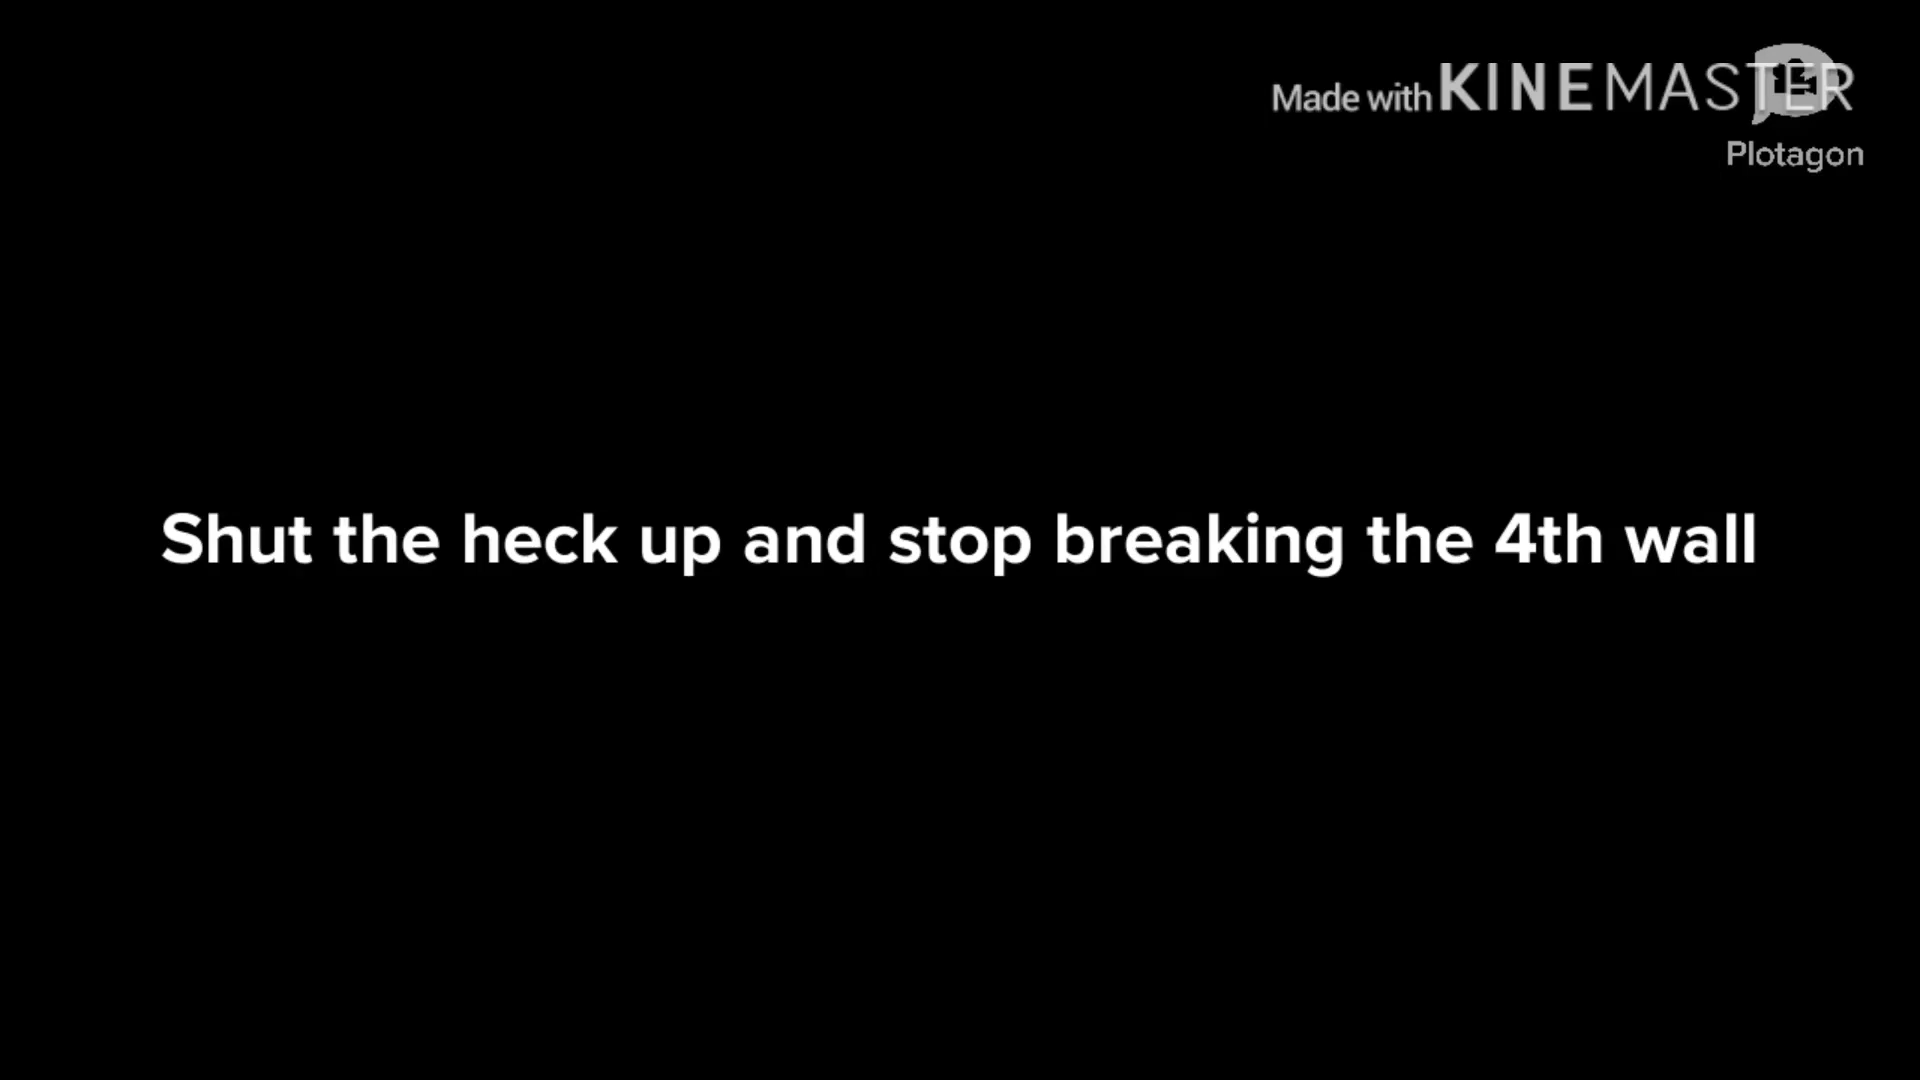 Made with KINEMASTER
Plotagon
Shut the heck up and stop breaking the 4th wall